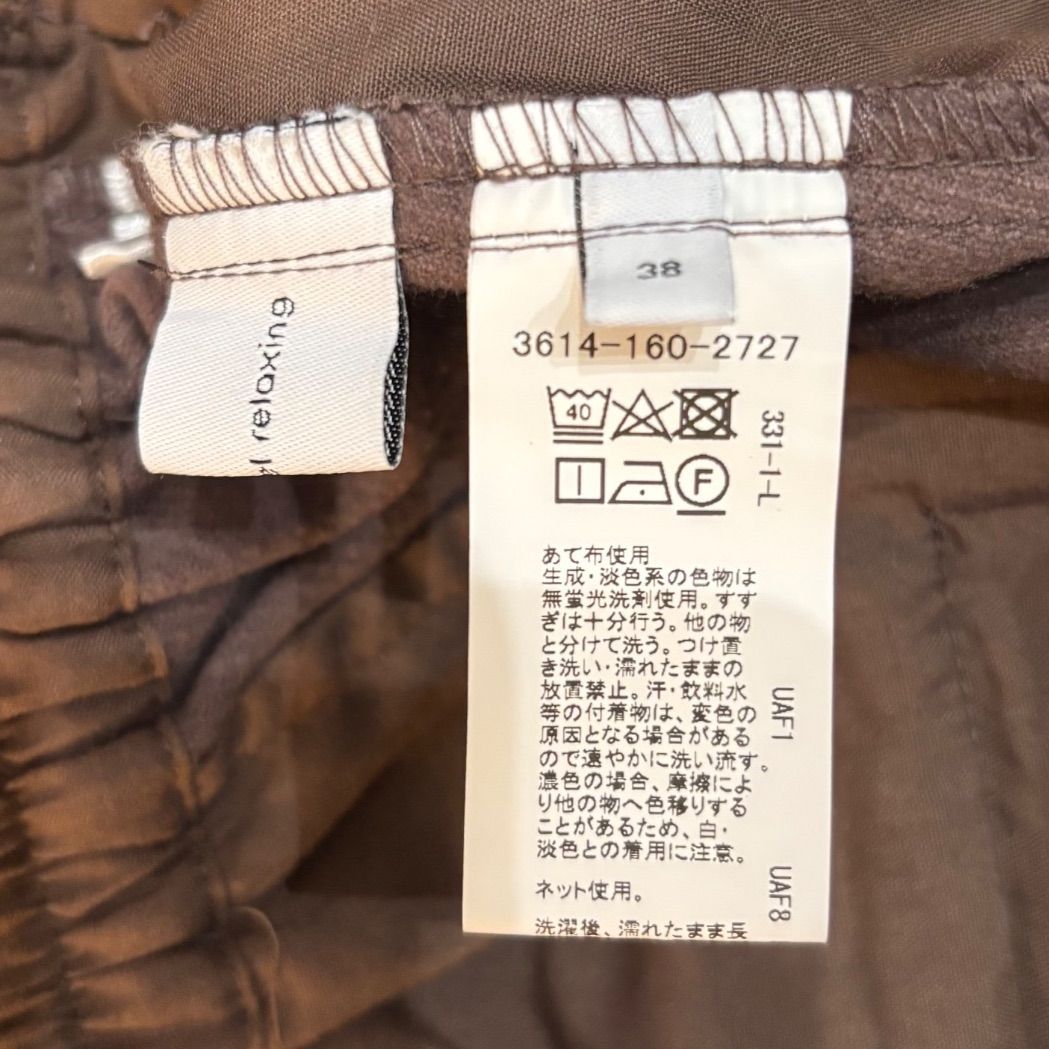 relaxing
38
3614-160-2727
40
F
331-1-L
あて布使用
生成・淡色系の色物は
無蛍光洗剤使用。すす
ぎは十分行う。他の物
と分けて洗う。つけ置
き洗い・濡れたままの
放置禁止。汗・飲料水
等の付着物は、変色の
原因となる場合がある
ので速やかに洗い流す。
濃色の場合、摩擦によ
り他の物へ色移りする
ことがあるため、白・
淡色との着用に注意。
ネット使用。
洗濯後、濡れたまま長
UAF1
UAF8